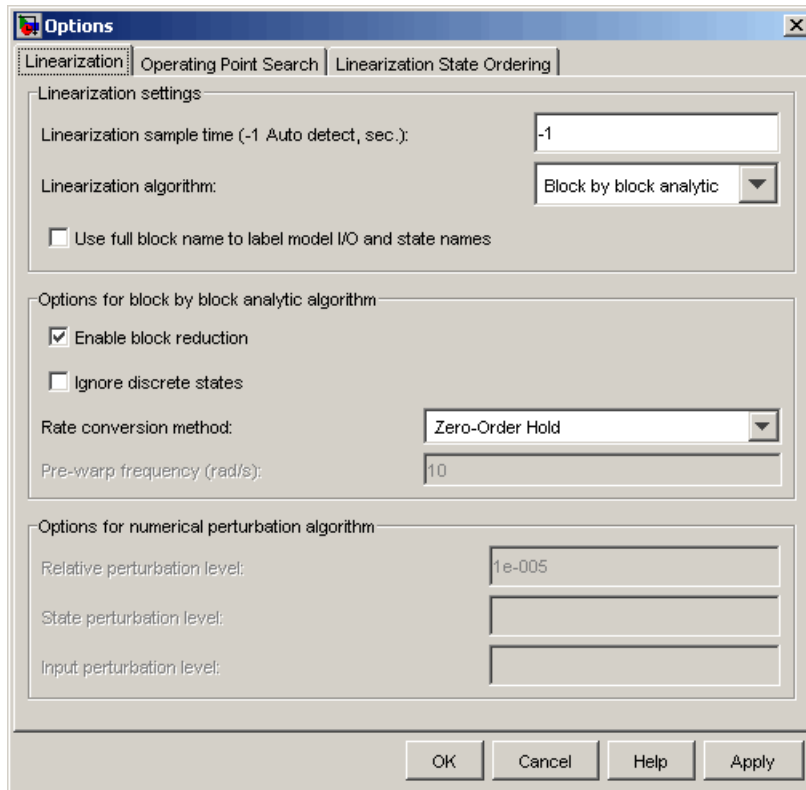 Options
Linearization Operating Point Search Linearization State Ordering
Linearization settings
Linearization sample time (-1 Auto detect, sec.): -1
Linearization algorithm: Block by block analytic
Use full block name to label model I/O and state names
Options for block by block analytic algorithm
Enable block reduction
Ignore discrete states
Rate conversion method: Zero-Order Hold
Pre-warp frequency (rad/s): 10
Options for numerical perturbation algorithm
Relative perturbation level: 1e-005
State perturbation level:
Input perturbation level:
OK Cancel Help Apply